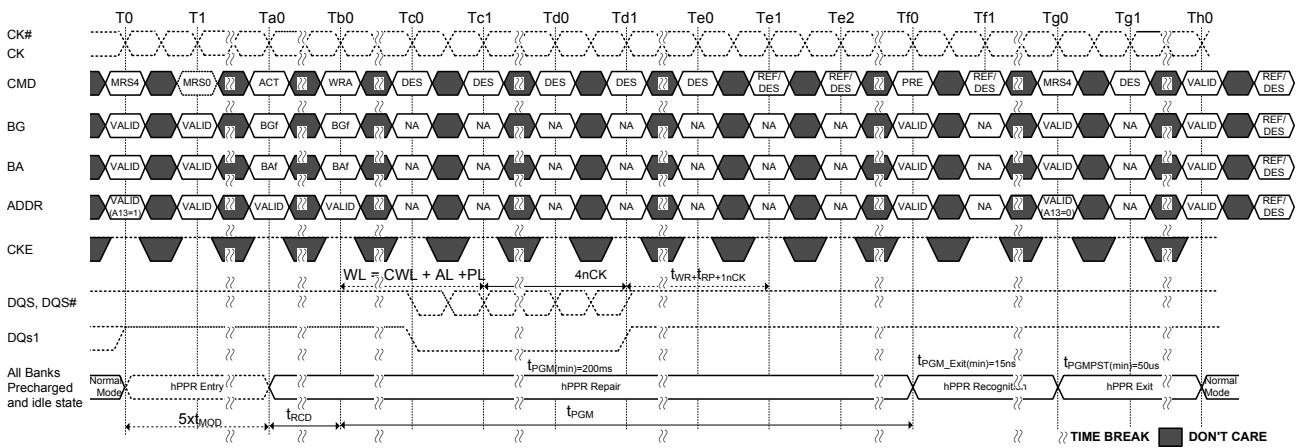 T0 T1 Ta0 Tb0 Tc0 Tc1 Td0 Td1 Te0 Te1 Te2 Tf0 Tf1 Tg0 Tg1 Th0
CK#
CK
CMD MRS4 MRS0 ACT WRA DES DES DES DES DES REF/DES REF/DES PRE REF/DES MRS4 DES VALID REF/DES
BG VALID VALID BGf BGf NA NA NA NA NA NA NA VALID NA VALID NA VALID REF/DES
BA VALID VALID BAf BAf NA NA NA NA NA NA NA VALID NA VALID NA VALID REF/DES
ADDR VALID (A13=1) VALID VALID VALID NA NA NA NA NA NA NA VALID NA VALID (A13=0) NA VALID REF/DES
CKE
WL = CWL + AL +PL 4nCK tWR+tRP+1nCK
DQS, DQS#
DQs1
tPGM(min)=200ms tPGM_Exit(min)=15ns tPGMPST(min)=50us
All Banks
Precharged
and idle state
Normal Mode hPPR Entry hPPR Repair hPPR Recognition hPPR Exit Normal Mode
5xtMOD tRCD tPGM
TIME BREAK DON'T CARE